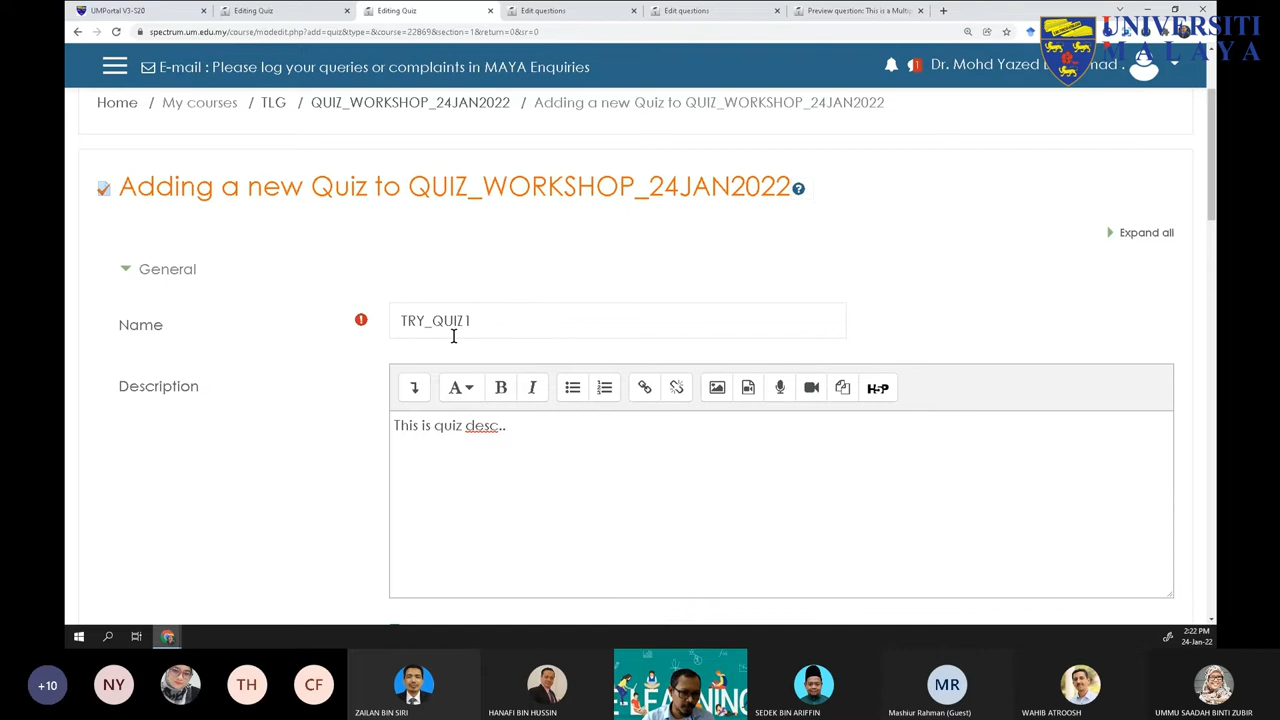 UMPortal V3-S20
Editing Quiz
Editing Quiz
Edit questions
Edit questions
Preview question: This is a Multip
spectrum.um.edu.my/course/modedit.php?add=quiz&type=&course=22869&section=1&return=0&sr=0
UNIVERSITI
MALAYA
E-mail : Please log your queries or complaints in MAYA Enquiries
1
Dr. Mohd Yazed
Home / My courses / TLG / QUIZ_WORKSHOP_24JAN2022 / Adding a new Quiz to QUIZ_WORKSHOP_24JAN2022
Adding a new Quiz to QUIZ_WORKSHOP_24JAN2022
Expand all
General
Name
TRY_QUIZ1
Description
A B I
H-P
This is quiz desc..
2:22 PM
24-Jan-22
+10
NY
TH
CF
E-LEARNING
MR
ZAILAN BIN SIRI
HANAFI BIN HUSSIN
SEDEK BIN ARIFFIN
Mashiur Rahman (Guest)
WAHIB ATROOSH
UMMU SAADAH BINTI ZUBIR